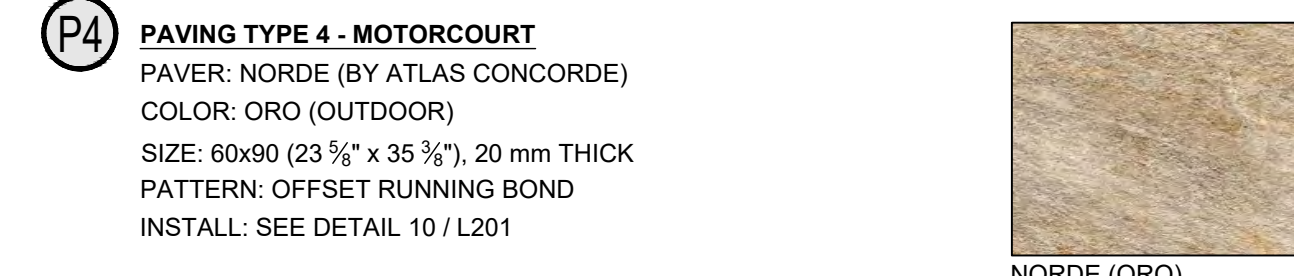 P4
PAVING TYPE 4 - MOTORCOURT
PAVER: NORDE (BY ATLAS CONCORDE)
COLOR: ORO (OUTDOOR)
SIZE: 60x90 (23 ⅝" x 35 ⅜"), 20 mm THICK
PATTERN: OFFSET RUNNING BOND
INSTALL: SEE DETAIL 10 / L201
NORDE (ORO)